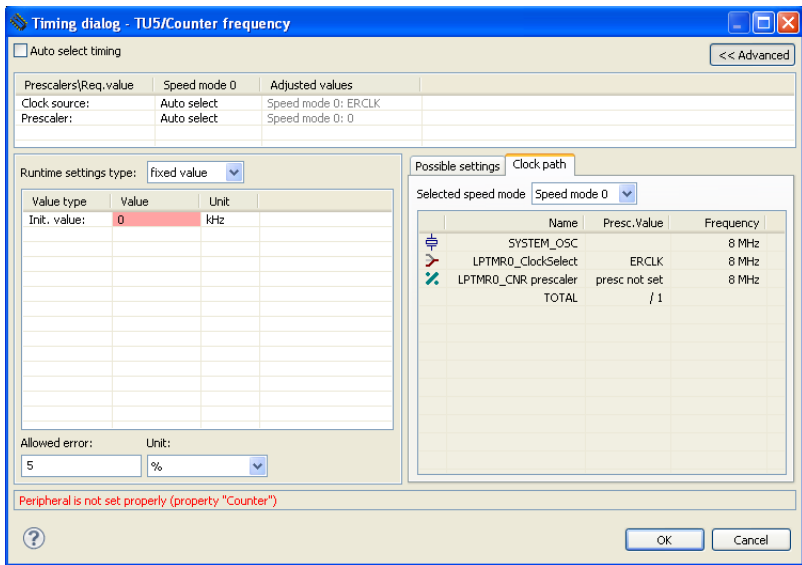 Timing dialog - TU5/Counter frequency
Auto select timing
<< Advanced
Prescalers\Req.value Speed mode 0 Adjusted values
Clock source: Auto select Speed mode 0: ERCLK
Prescaler: Auto select Speed mode 0: 0
Runtime settings type: fixed value
Value type Value Unit
Init. value: 0 kHz
Allowed error: Unit:
5 %
Possible settings Clock path
Selected speed mode Speed mode 0
Name Presc.Value Frequency
SYSTEM_OSC 8 MHz
LPTMR0_ClockSelect ERCLK 8 MHz
LPTMR0_CNR prescaler presc not set 8 MHz
TOTAL / 1
Peripheral is not set properly (property "Counter")
?
OK Cancel